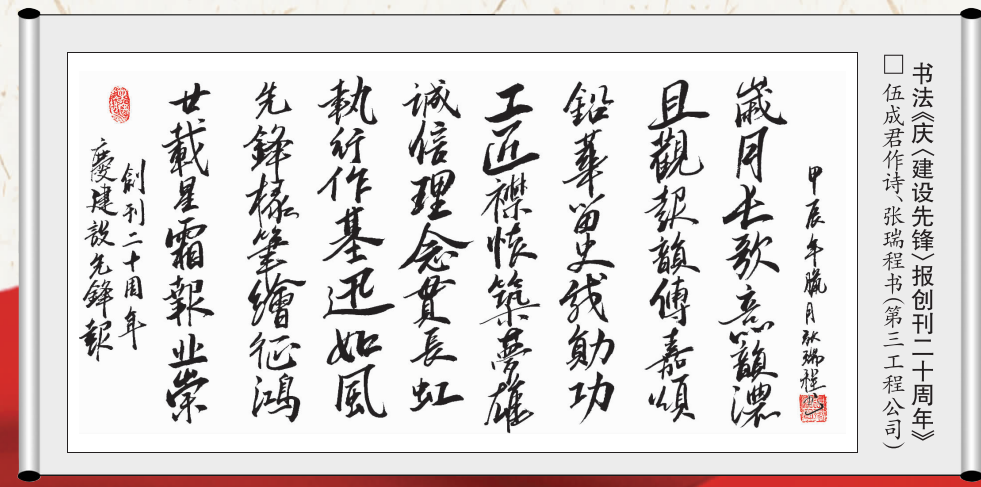 慶建設先鋒報
創刊二十周年
廿載星霜報业崇
先鋒椽筆繪征鴻
執行作基迅如風
誠信理念貫長虹
工匠襟怀築夢雄
鉛華留史战勛功
且觀報韻傳嘉頌
歲月长歌意韻濃
甲辰年臘月张瑞程
书法《庆〈建设先锋〉报创刊二十周年》
□ 伍成君作诗、张瑞程书(第三工程公司)